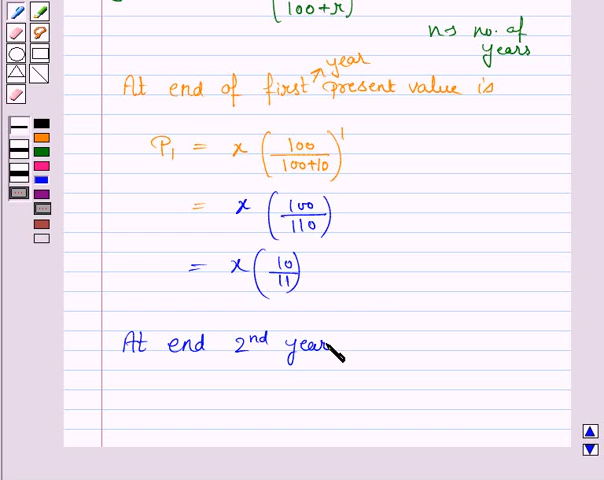 (100+r)
n→ no. of
years
year
At end of first present value is
P₁ = x (100/100+10)¹
= x (100/110)
= x (10/11)
At end 2nd year